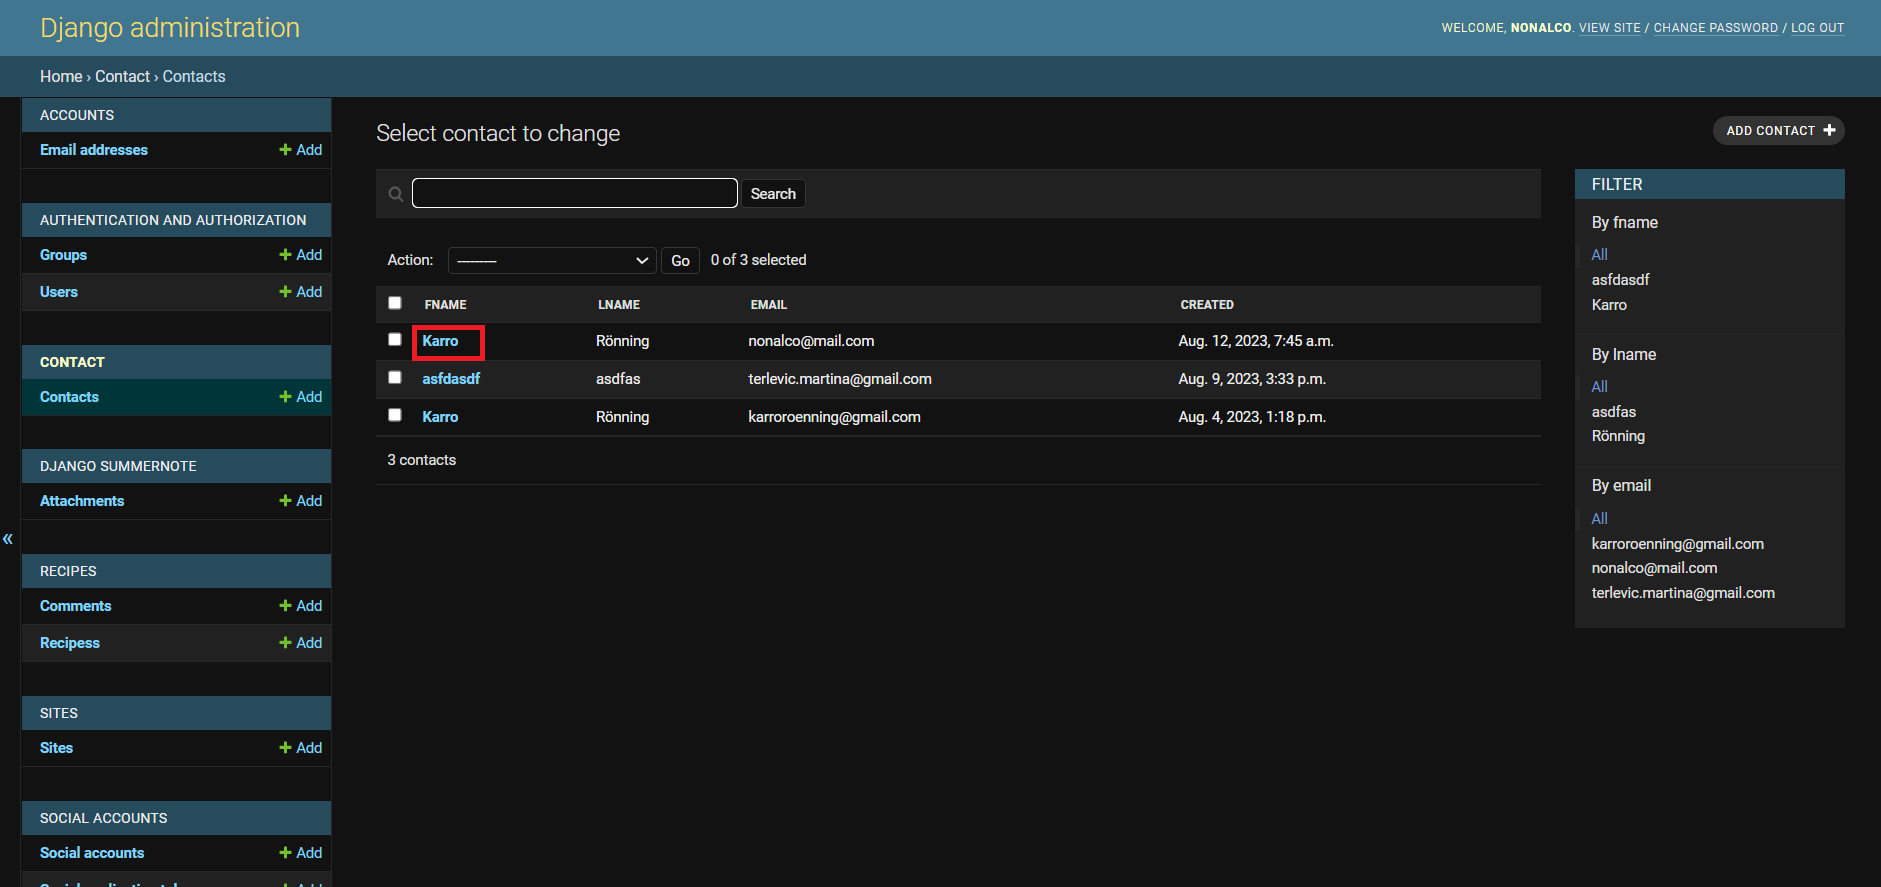 Django administration
WELCOME, NONALCO. VIEW SITE / CHANGE PASSWORD / LOG OUT
Home › Contact › Contacts
ACCOUNTS
Email addresses Add
AUTHENTICATION AND AUTHORIZATION
Groups Add
Users Add
CONTACT
Contacts Add
DJANGO SUMMERNOTE
Attachments Add
RECIPES
Comments Add
Recipess Add
SITES
Sites Add
SOCIAL ACCOUNTS
Social accounts Add
«
Select contact to change
ADD CONTACT
Search
Action: --------- Go 0 of 3 selected
FNAME LNAME EMAIL CREATED
Karro Rönning nonalco@mail.com Aug. 12, 2023, 7:45 a.m.
asfdasdf asdfas terlevic.martina@gmail.com Aug. 9, 2023, 3:33 p.m.
Karro Rönning karroroenning@gmail.com Aug. 4, 2023, 1:18 p.m.
3 contacts
FILTER
By fname
All
asfdasdf
Karro
By lname
All
asdfas
Rönning
By email
All
karroroenning@gmail.com
nonalco@mail.com
terlevic.martina@gmail.com